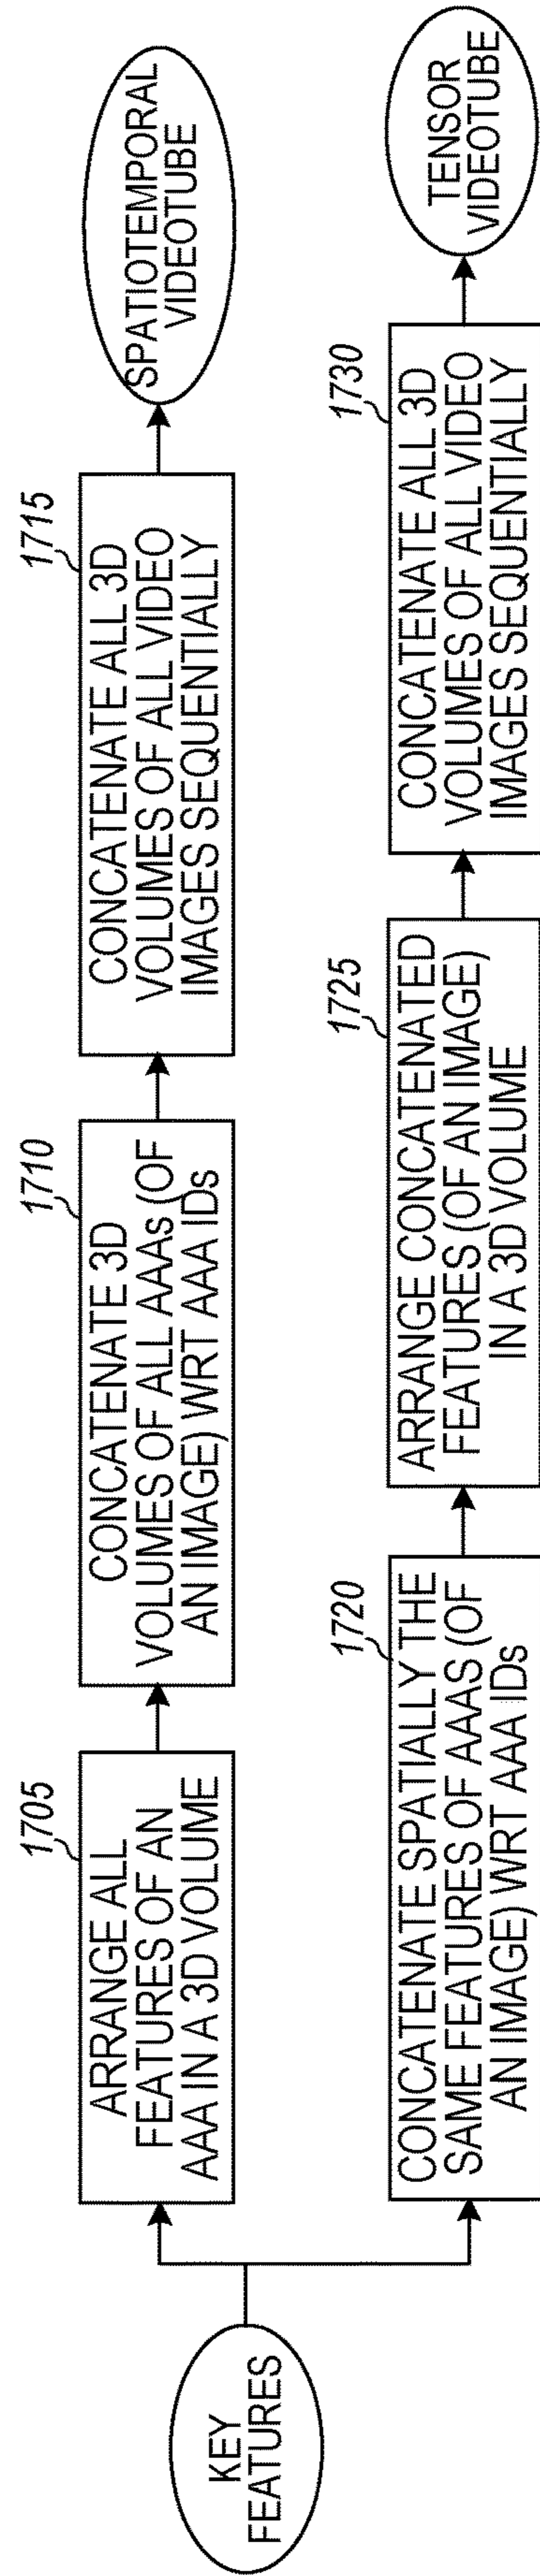 KEY
FEATURES
1705
ARRANGE ALL
FEATURES OF AN
AAA IN A 3D VOLUME
1710
CONCATENATE 3D
VOLUMES OF ALL AAAs (OF
AN IMAGE) WRT AAA IDs
1715
CONCATENATE ALL 3D
VOLUMES OF ALL VIDEO
IMAGES SEQUENTIALLY
SPATIOTEMPORAL
VIDEOTUBE
1720
CONCATENATE SPATIALLY THE
SAME FEATURES OF AAAS (OF
AN IMAGE) WRT AAA IDs
1725
ARRANGE CONCATENATED
FEATURES (OF AN IMAGE)
IN A 3D VOLUME
1730
CONCATENATE ALL 3D
VOLUMES OF ALL VIDEO
IMAGES SEQUENTIALLY
TENSOR
VIDEOTUBE